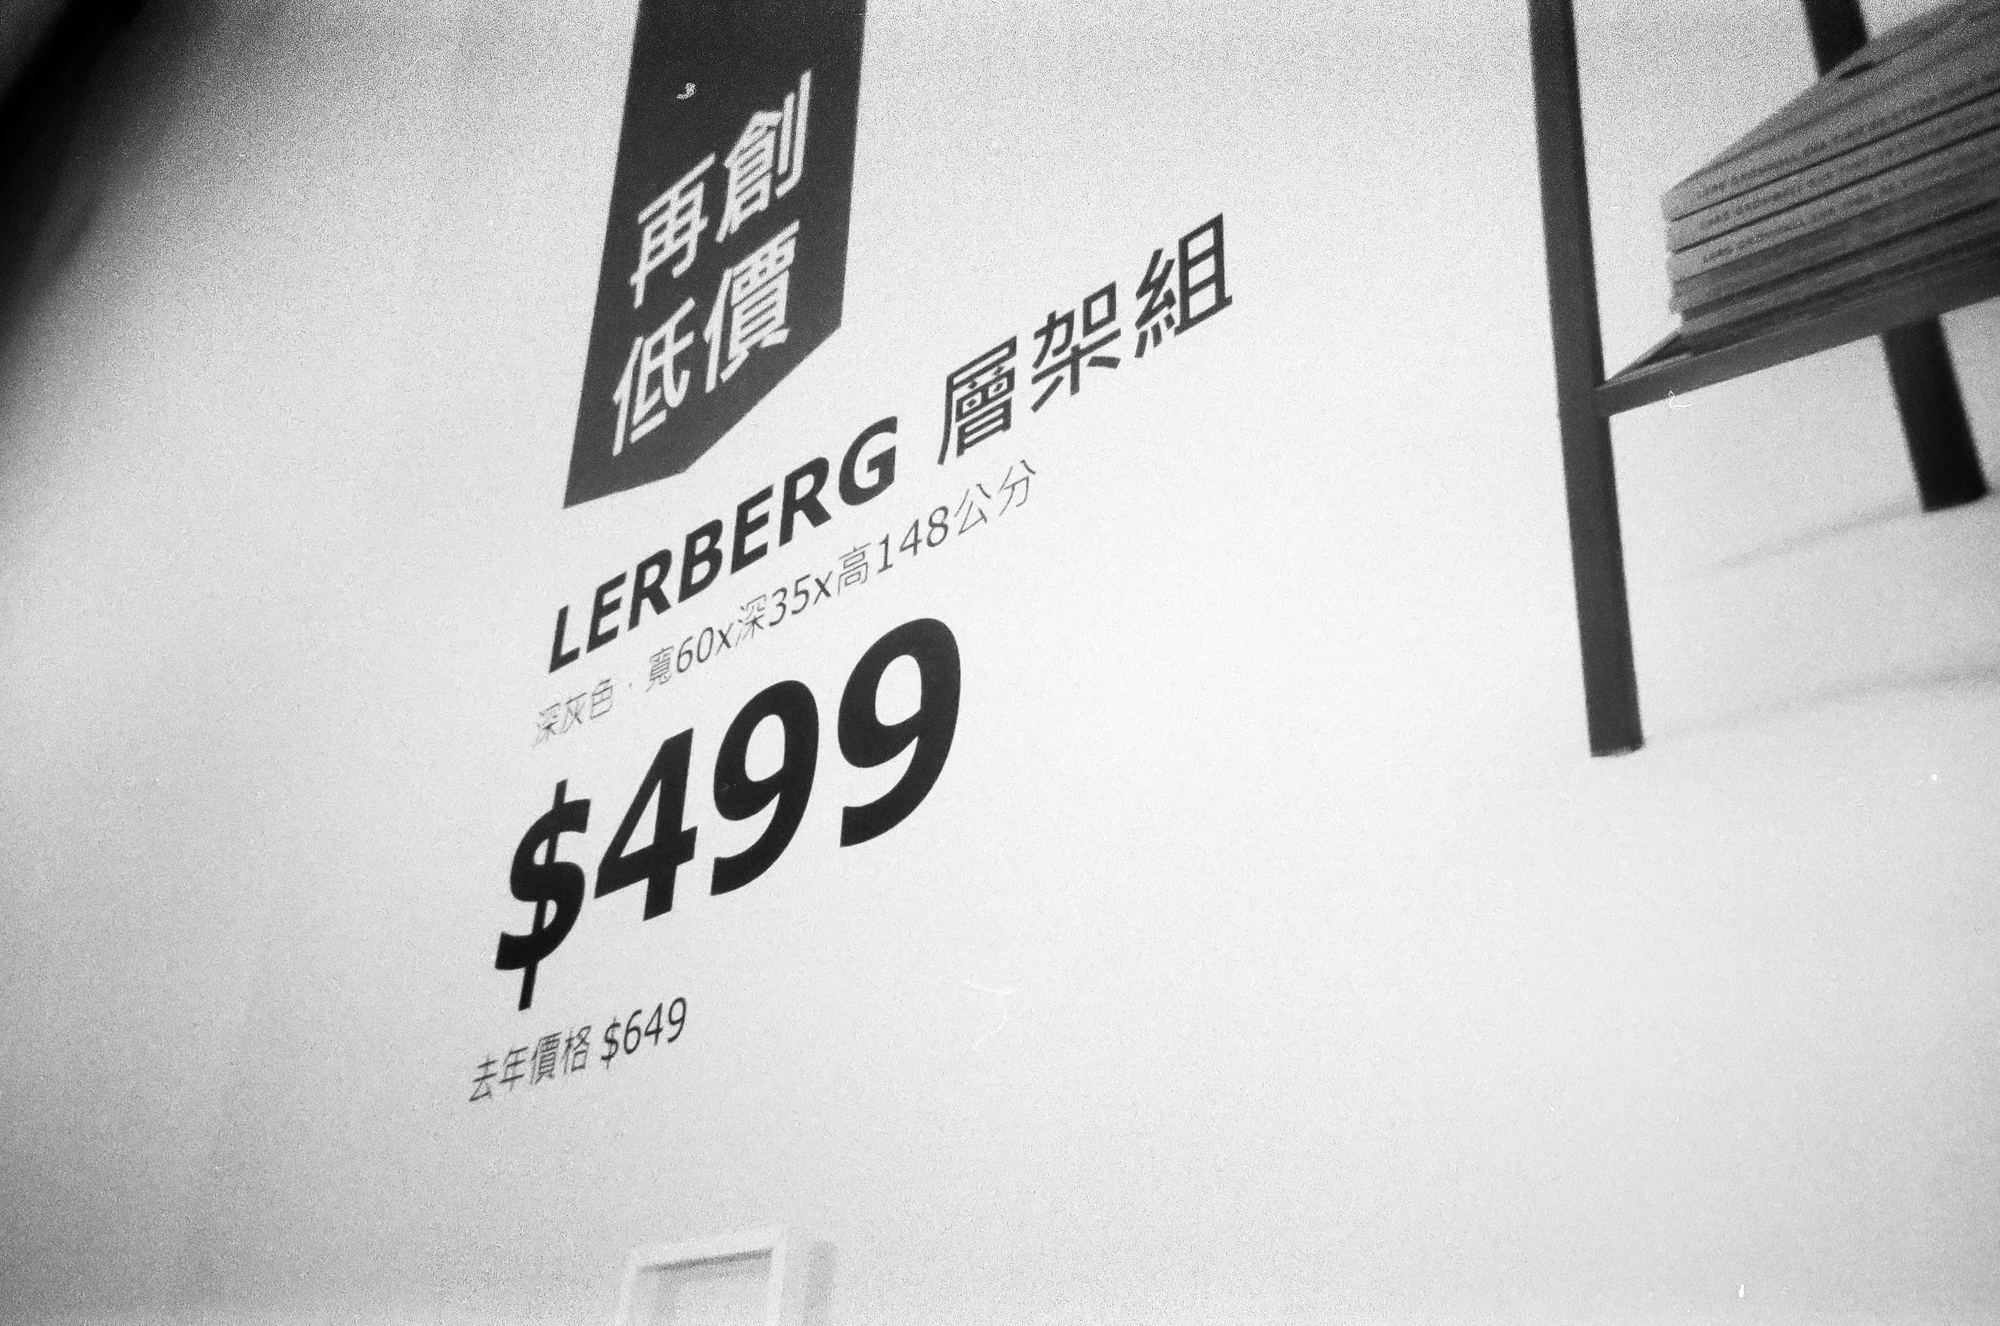 再創
低價
LERBERG 層架組
深灰色．寬60x深35x高148公分
$499
去年價格 $649